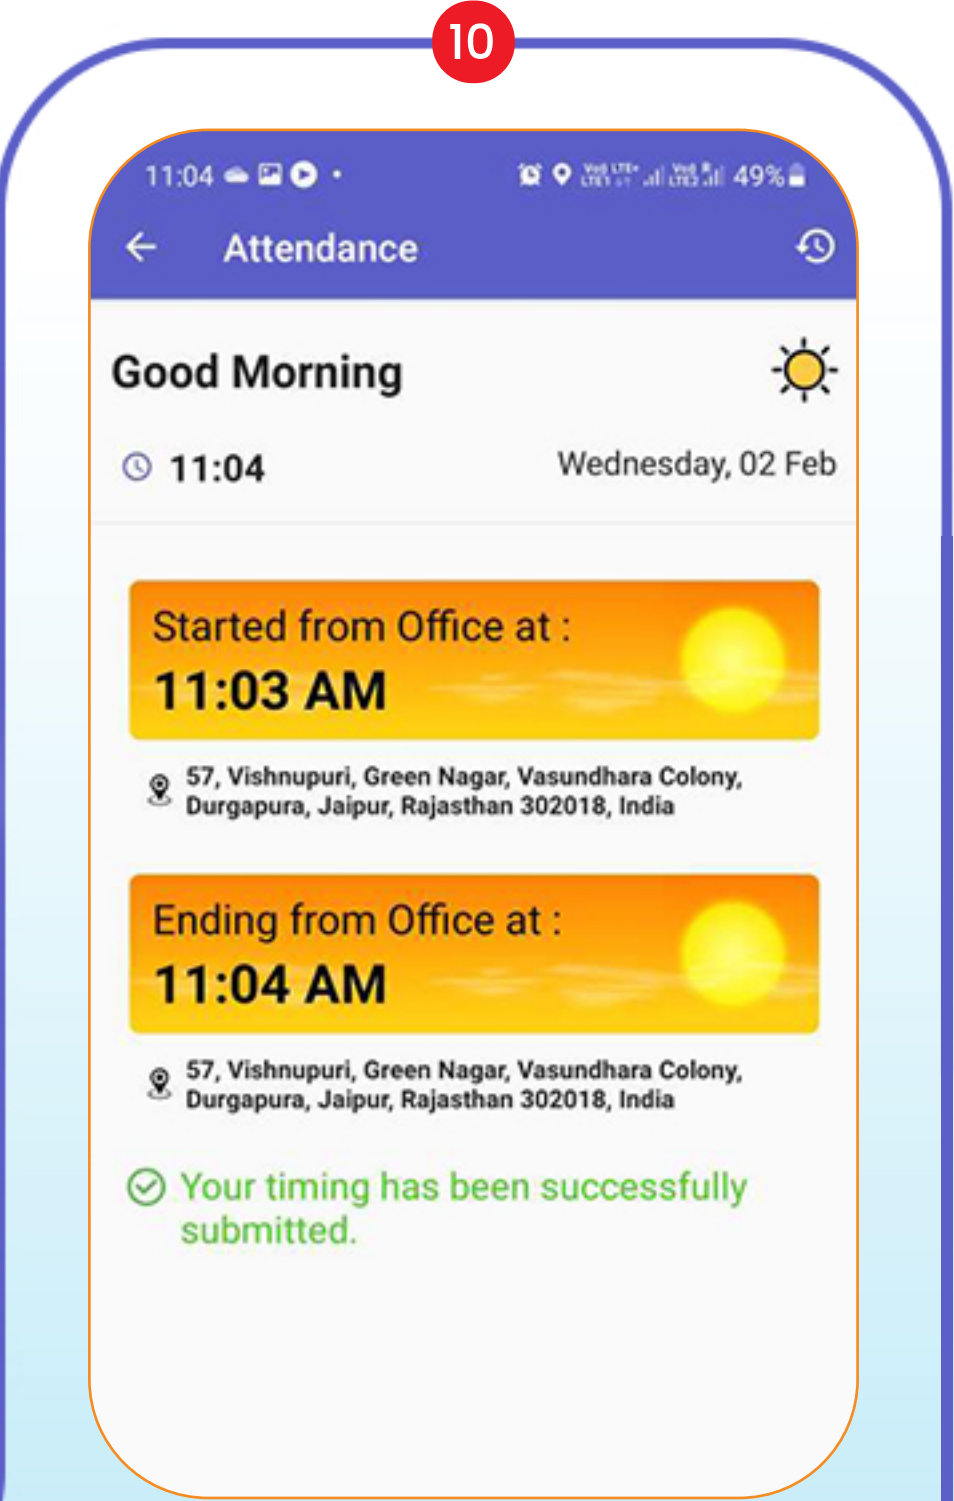 10
11:04
49%
Attendance
Good Morning
11:04
Wednesday, 02 Feb
Started from Office at :
11:03 AM
57, Vishnupuri, Green Nagar, Vasundhara Colony,
Durgapura, Jaipur, Rajasthan 302018, India
Ending from Office at :
11:04 AM
57, Vishnupuri, Green Nagar, Vasundhara Colony,
Durgapura, Jaipur, Rajasthan 302018, India
Your timing has been successfully
submitted.